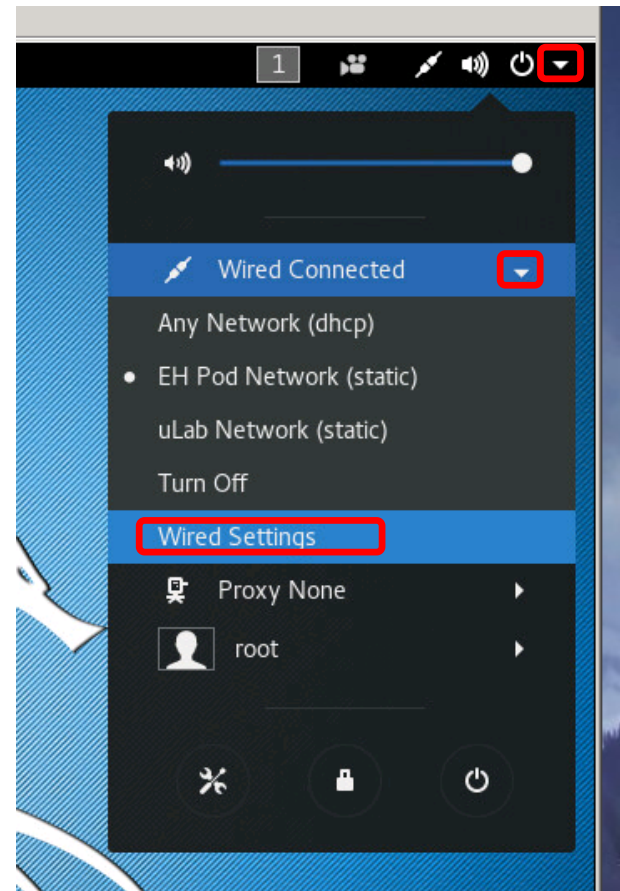 1
Wired Connected
Any Network (dhcp)
EH Pod Network (static)
uLab Network (static)
Turn Off
Wired Settings
Proxy None
root